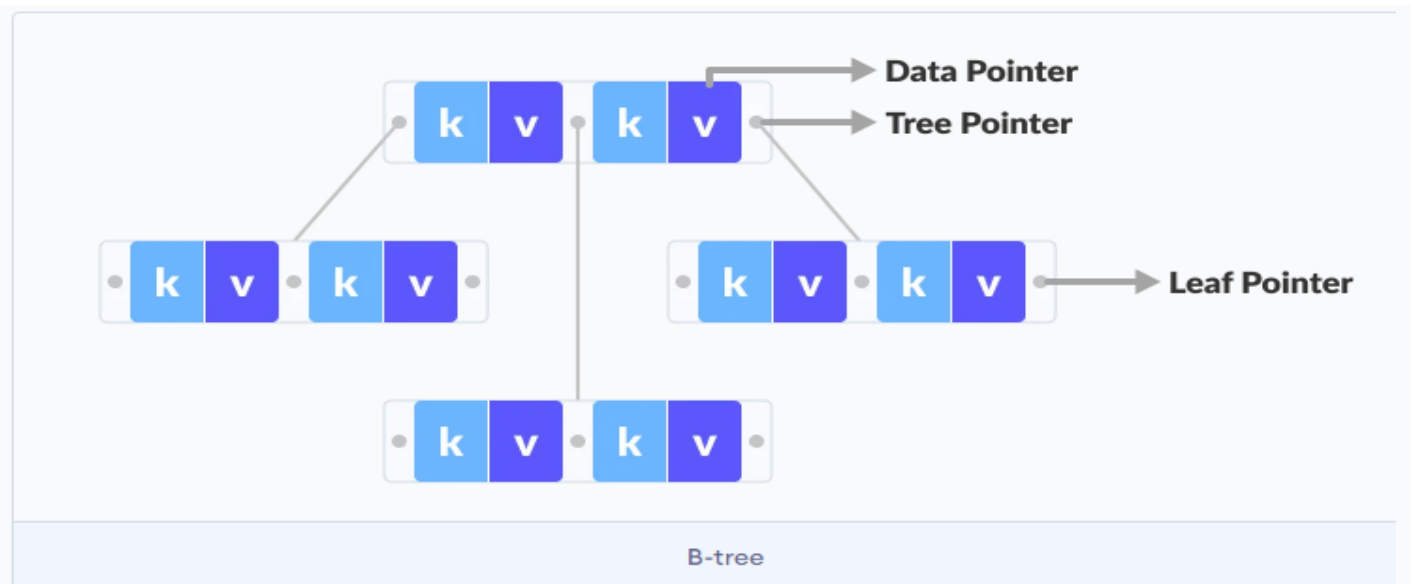 Data Pointer
k v k v
Tree Pointer
k v k v
k v k v
Leaf Pointer
k v k v
B-tree